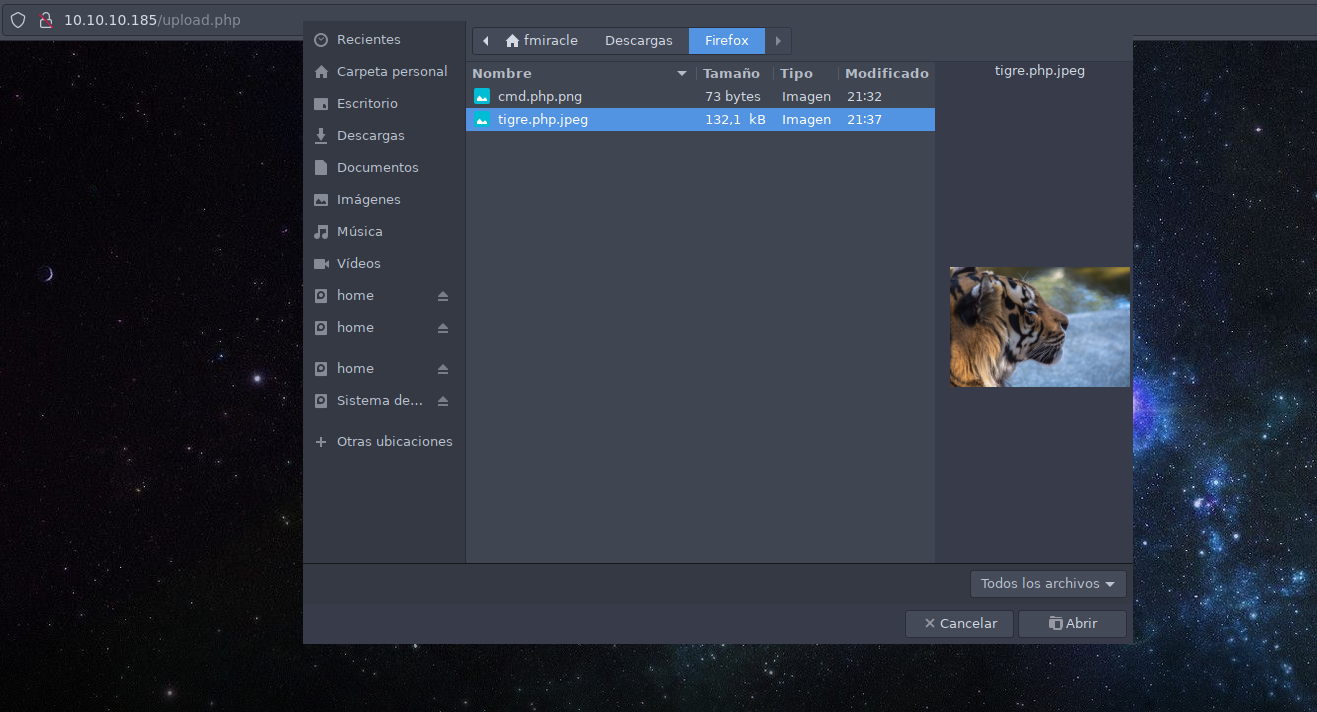 10.10.10.185/upload.php
Recientes
Carpeta personal
Escritorio
Descargas
Documentos
Imágenes
Música
Vídeos
home
home
home
Sistema de...
Otras ubicaciones
fmiracle Descargas Firefox
Nombre Tamaño Tipo Modificado
cmd.php.png 73 bytes Imagen 21:32
tigre.php.jpeg 132,1 kB Imagen 21:37
tigre.php.jpeg
Todos los archivos
Cancelar Abrir